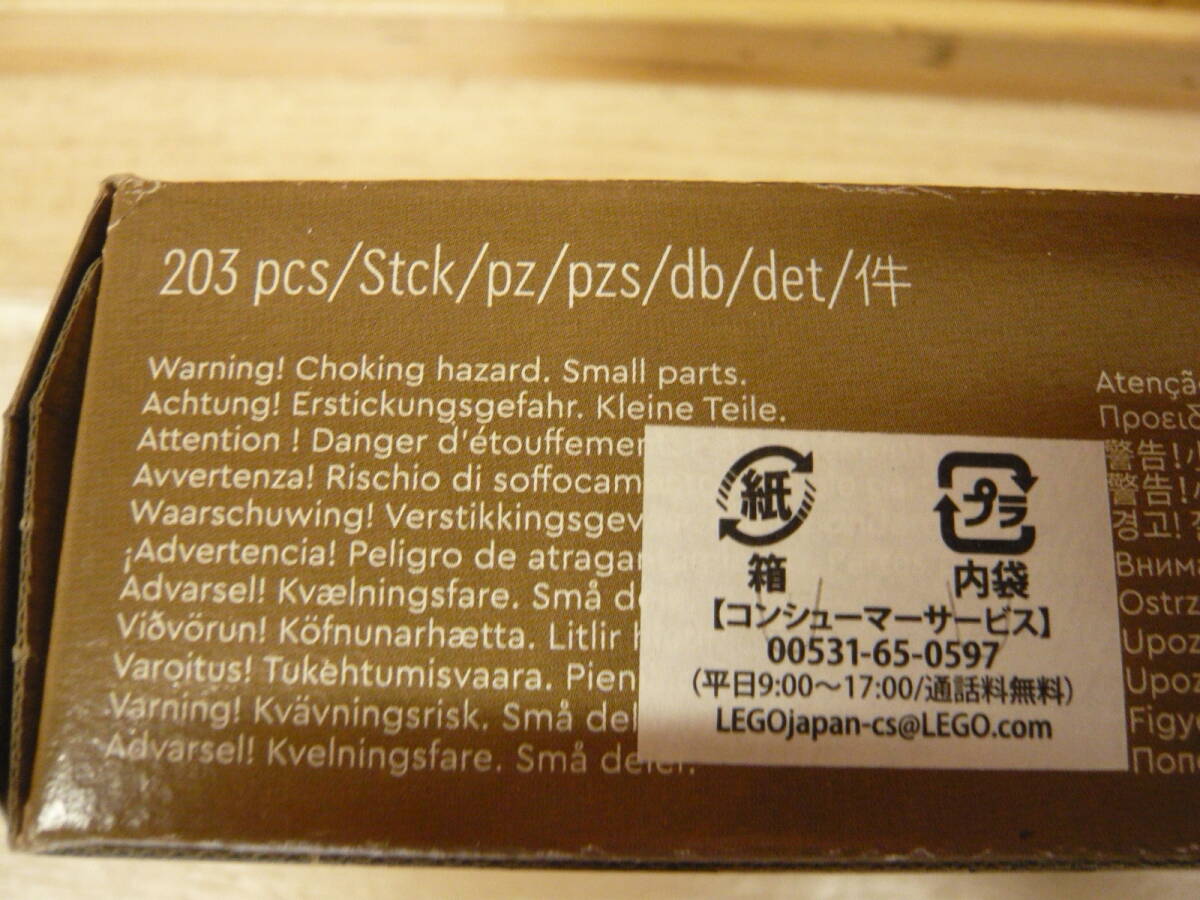 203 pcs/Stck/pz/pzs/db/det/件
Warning! Choking hazard. Small parts.
Achtung! Erstickungsgefahr. Kleine Teile.
Attention ! Danger d'étouffemen
Avvertenza! Rischio di soffocam
Waarschuwing! Verstikkingsgev
¡Advertencia! Peligro de atragan
Advarsel! Kvælningsfare. Små de
Viðvörun! Köfnunarhætta. Litlir h
Varoitus! Tukehtumisvaara. Pien
Varning! Kvävningsrisk. Små del
Advarsel! Kvelningsfare. Små deler.
紙 プラ
箱 内袋
【コンシューマーサービス】
00531-65-0597
(平日9:00〜17:00/通話料無料)
LEGOjapan-cs@LEGO.com
Atençã
Προειδ
警告!小
警告!
경고!
Внима
Ostrz
Upoz
Upoz
Figy
Попе